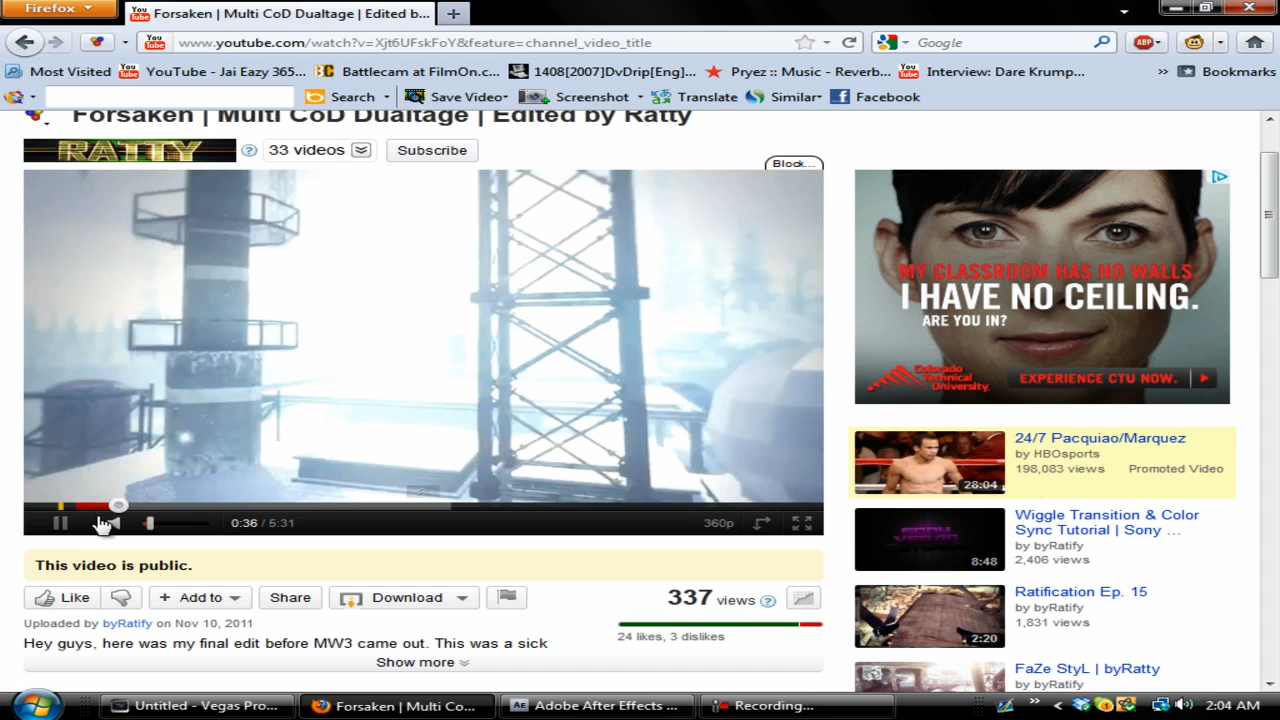 Firefox
Forsaken | Multi CoD Dualtage | Edited b...
www.youtube.com/watch?v=Xjt6UFskFoY&feature=channel_video_title
Google
ABP
Most Visited
YouTube - Jai Eazy 365...
Battlecam at FilmOn.c...
1408[2007]DvDrip[Eng]...
Pryez :: Music - Reverb...
Interview: Dare Krump...
Bookmarks
Search
Save Video
Screenshot
Translate
Similar
Facebook
Forsaken | Multi CoD Dualtage | Edited by Ratty
RATTY
33 videos
Subscribe
Block...
MY CLASSROOM HAS NO WALLS.
I HAVE NO CEILING.
ARE YOU IN?
Colorado Technical University
EXPERIENCE CTU NOW.
0:36 / 5:31
360p
This video is public.
Like
+ Add to
Share
Download
337 views
Uploaded by byRatify on Nov 10, 2011
24 likes, 3 dislikes
Hey guys, here was my final edit before MW3 came out. This was a sick
Show more
24/7 Pacquiao/Marquez
by HBOsports
198,083 views
Promoted Video
28:04
Wiggle Transition & Color
Sync Tutorial | Sony ...
by byRatify
2,406 views
SONY VEGAS
8:48
Ratification Ep. 15
by byRatify
1,831 views
2:20
FaZe StyL | byRatty
by byRatify
Untitled - Vegas Pro...
Forsaken | Multi Co...
Adobe After Effects ...
Recording...
2:04 AM